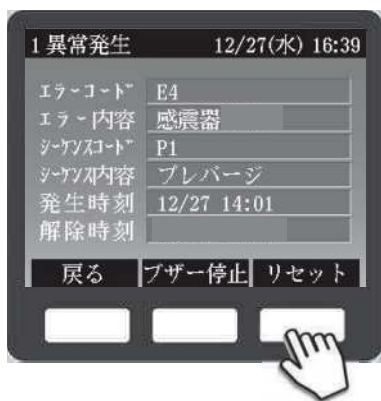 1 異常発生 12/27(水) 16:39
ｴﾗｰｺｰﾄﾞ E4
エラー内容 感震器
ｼｰｹﾝｽｺｰﾄﾞ P1
ｼｰｹﾝｽ内容 プレパージ
発生時刻 12/27 14:01
解除時刻
戻る ブザー停止 リセット